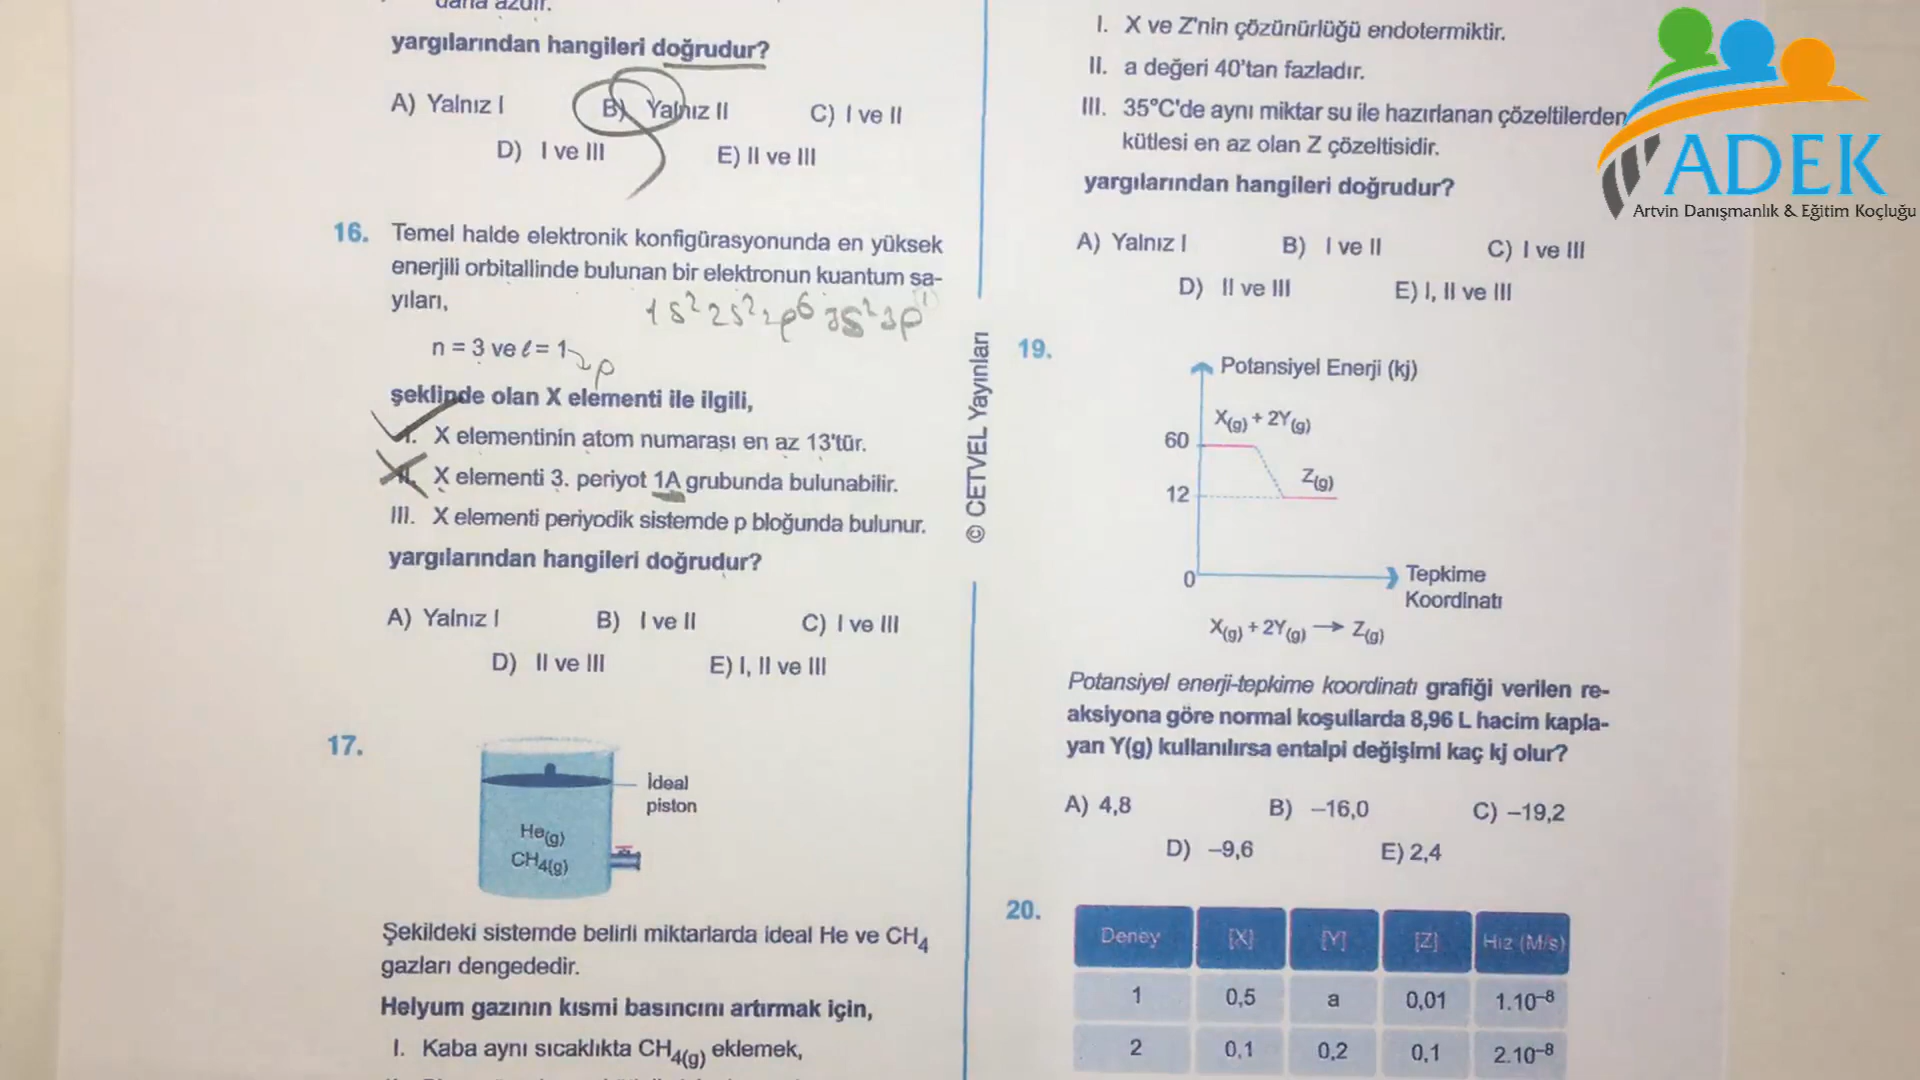 yargılarından hangileri doğrudur?
A) Yalnız I
B) Yalnız II
C) I ve II
D) I ve III
E) II ve III
16. Temel halde elektronik konfigürasyonunda en yüksek
enerjili orbitallinde bulunan bir elektronun kuantum sa-
yıları,
1s² 2s² 2p⁶ 3s² 3p¹
n = 3 ve ℓ = 1
p
şeklinde olan X elementi ile ilgili,
I. X elementinin atom numarası en az 13'tür.
II. X elementi 3. periyot 1A grubunda bulunabilir.
III. X elementi periyodik sistemde p bloğunda bulunur.
yargılarından hangileri doğrudur?
A) Yalnız I
B) I ve II
C) I ve III
D) II ve III
E) I, II ve III
17.
İdeal
piston
He(g)
CH4(g)
Şekildeki sistemde belirli miktarlarda ideal He ve CH4
gazları dengededir.
Helyum gazının kısmi basıncını artırmak için,
I. Kaba aynı sıcaklıkta CH4(g) eklemek,
© CETVEL Yayınları
I. X ve Z'nin çözünürlüğü endotermiktir.
II. a değeri 40'tan fazladır.
III. 35°C'de aynı miktar su ile hazırlanan çözeltilerden
kütlesi en az olan Z çözeltisidir.
yargılarından hangileri doğrudur?
A) Yalnız I
B) I ve II
C) I ve III
D) II ve III
E) I, II ve III
19.
Potansiyel Enerji (kj)
X(g) + 2Y(g)
60
Z(g)
12
0
Tepkime
Koordinatı
X(g) + 2Y(g) → Z(g)
Potansiyel enerji-tepkime koordinatı grafiği verilen re-
aksiyona göre normal koşullarda 8,96 L hacim kapla-
yan Y(g) kullanılırsa entalpi değişimi kaç kj olur?
A) 4,8
B) –16,0
C) –19,2
D) –9,6
E) 2,4
20.
Deney [X] [Y] [Z] Hız (M/s)
1 0,5 a 0,01 1.10–8
2 0,1 0,2 0,1 2.10–8
ADEK
Artvin Danışmanlık & Eğitim Koçluğu